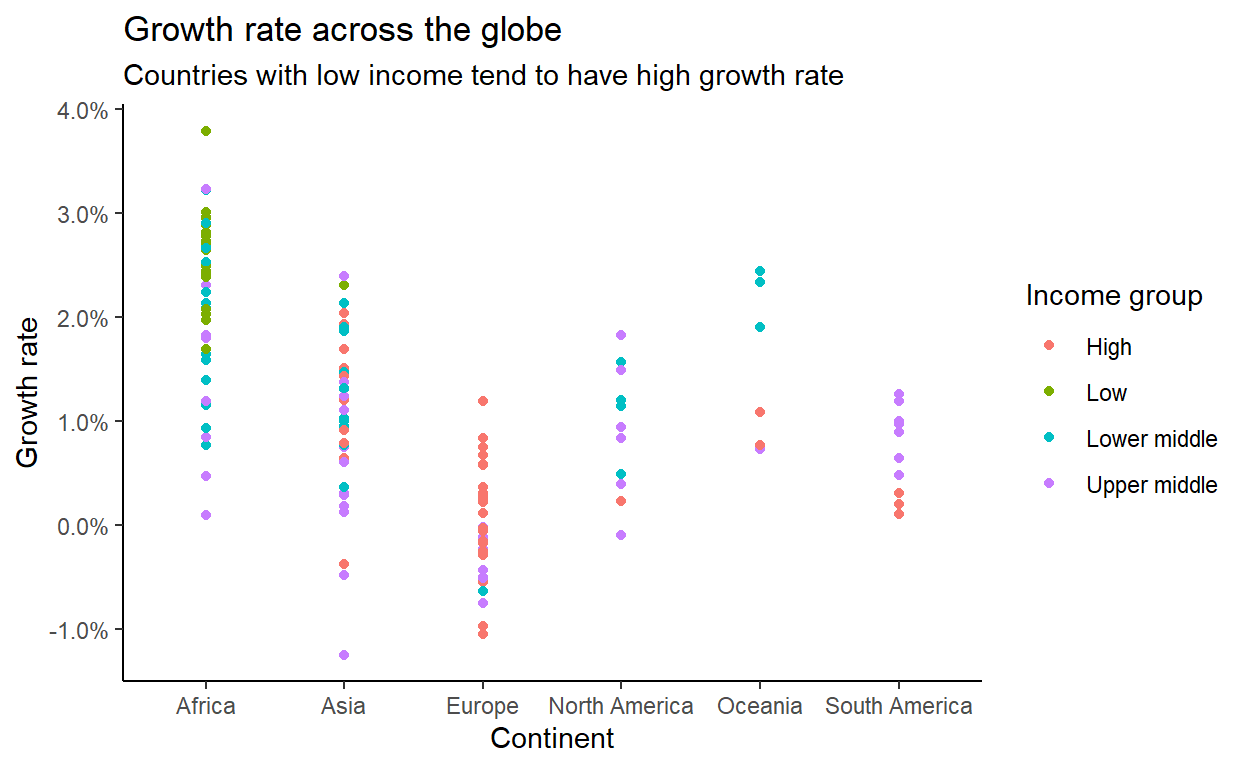 Growth rate across the globe
Countries with low income tend to have high growth rate
Growth rate
4.0%
3.0%
2.0%
1.0%
0.0%
-1.0%
Africa
Asia
Europe
North America
Oceania
South America
Continent
Income group
High
Low
Lower middle
Upper middle